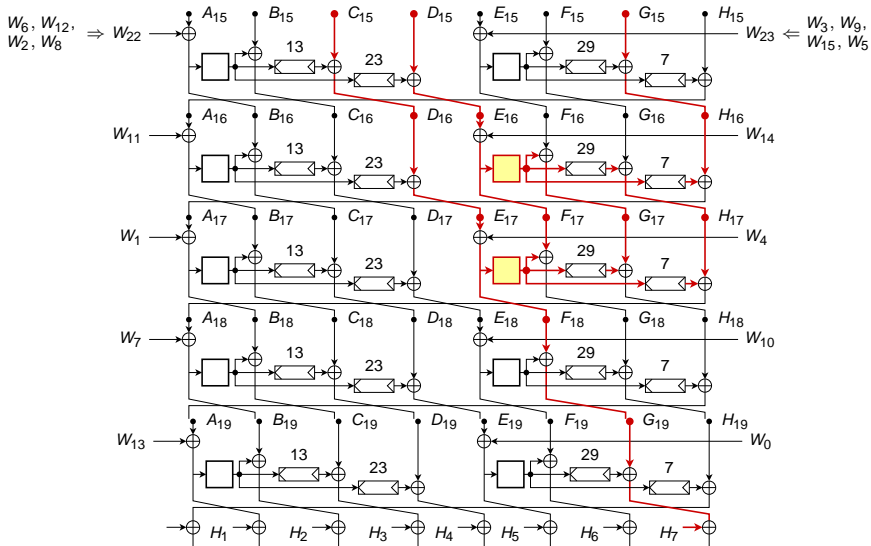 A15 B15 C15 D15 E15 F15 G15 H15
W6, W12, W2, W8 ⇒ W22 13 23 29 7 W23 ⇐ W3, W9, W15, W5
A16 B16 C16 D16 E16 F16 G16 H16
W11 13 23 29 7 W14
A17 B17 C17 D17 E17 F17 G17 H17
W1 13 23 29 7 W4
A18 B18 C18 D18 E18 F18 G18 H18
W7 13 23 29 7 W10
A19 B19 C19 D19 E19 F19 G19 H19
W13 13 23 29 7 W0
H1 H2 H3 H4 H5 H6 H7